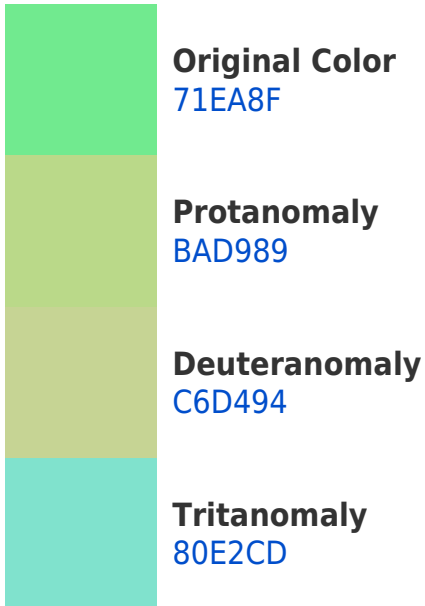 Original Color
71EA8F
Protanomaly
BAD989
Deuteranomaly
C6D494
Tritanomaly
80E2CD